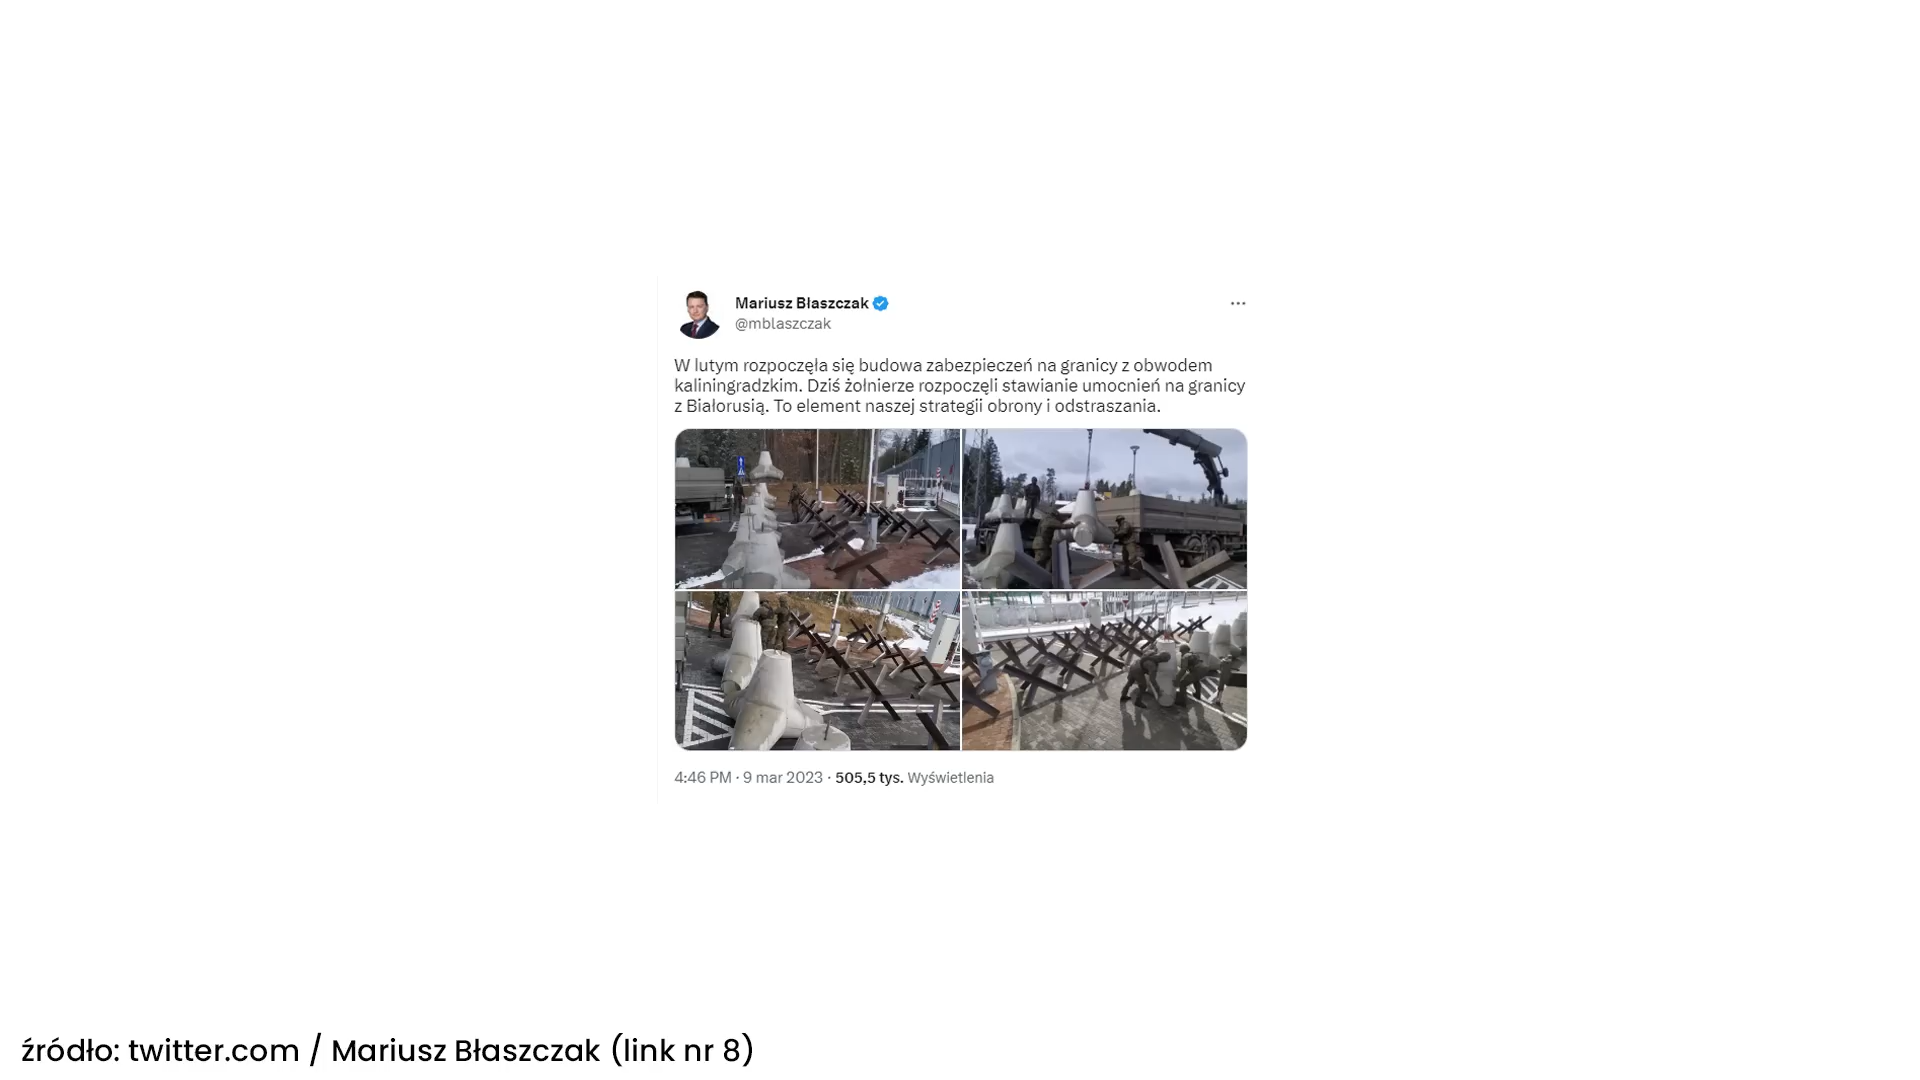 Mariusz Błaszczak
@mblaszczak
W lutym rozpoczęła się budowa zabezpieczeń na granicy z obwodem
kaliningradzkim. Dziś żołnierze rozpoczęli stawianie umocnień na granicy
z Białorusią. To element naszej strategii obrony i odstraszania.
4:46 PM · 9 mar 2023 · 505,5 tys. Wyświetlenia
źródło: twitter.com / Mariusz Błaszczak (link nr 8)